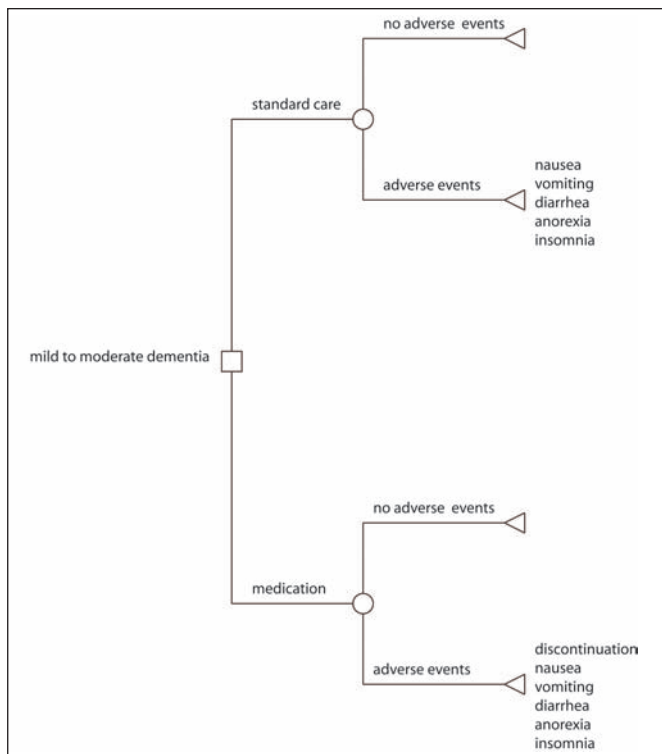 no adverse events
standard care
adverse events
nausea
vomiting
diarrhea
anorexia
insomnia
mild to moderate dementia
no adverse events
medication
adverse events
discontinuation
nausea
vomiting
diarrhea
anorexia
insomnia